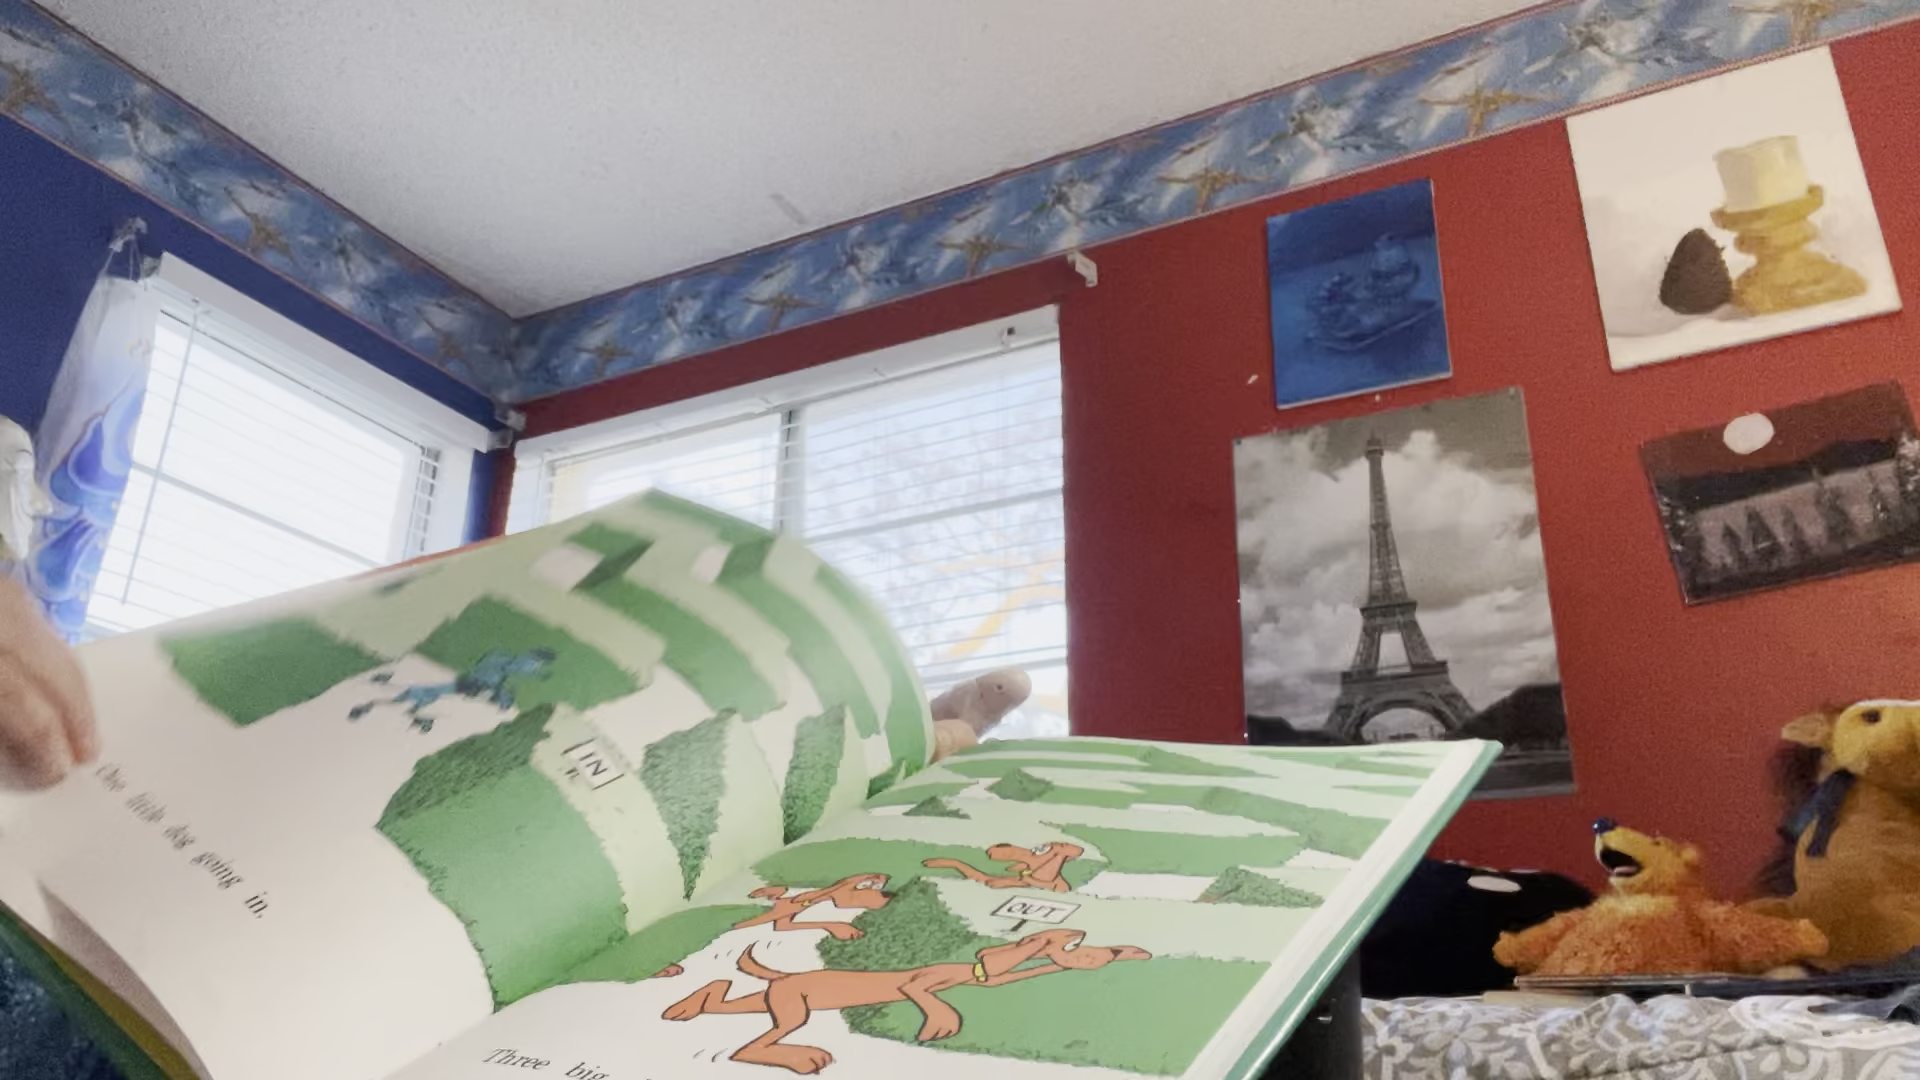 IN
One little dog going in,
OUT
Three big